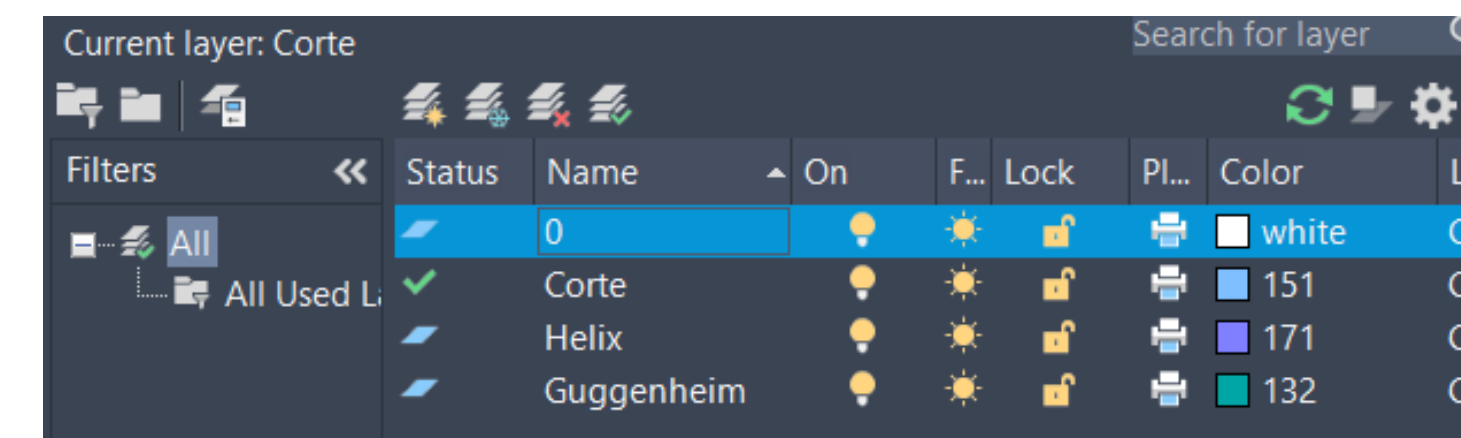 Current layer: Corte
Search for layer
Filters
Status Name On F... Lock Pl... Color
All
All Used
0 white
Corte 151
Helix 171
Guggenheim 132